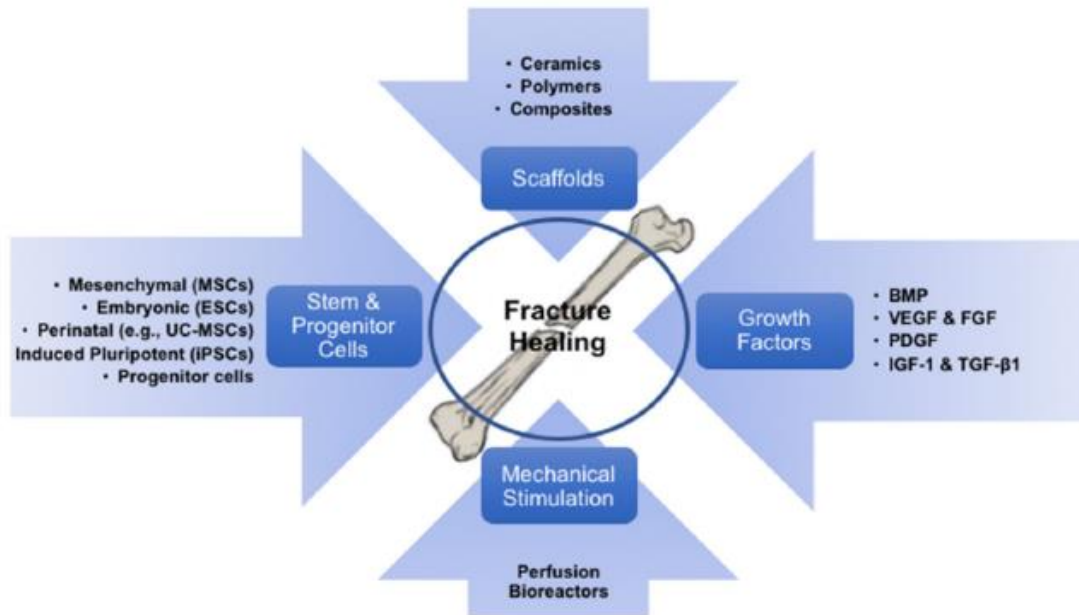 • Ceramics
• Polymers
• Composites
Scaffolds
• Mesenchymal (MSCs)
• Embryonic (ESCs)
• Perinatal (e.g., UC-MSCs)
Induced Pluripotent (iPSCs)
• Progenitor cells
Stem &
Progenitor
Cells
Fracture
Healing
Growth
Factors
• BMP
• VEGF & FGF
• PDGF
• IGF-1 & TGF-β1
Mechanical
Stimulation
Perfusion
Bioreactors